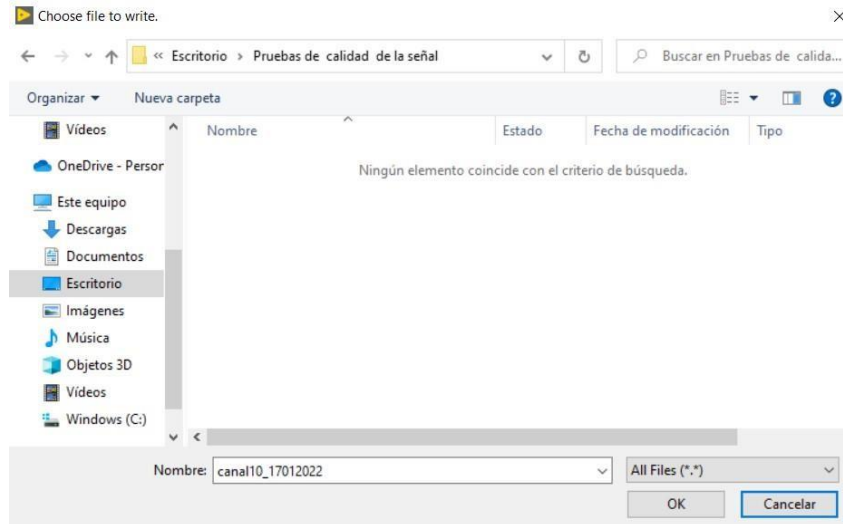 Choose file to write.
« Escritorio › Pruebas de calidad de la señal
Buscar en Pruebas de calida...
Organizar
Nueva carpeta
Nombre
Estado
Fecha de modificación
Tipo
Ningún elemento coincide con el criterio de búsqueda.
Vídeos
OneDrive - Person
Este equipo
Descargas
Documentos
Escritorio
Imágenes
Música
Objetos 3D
Vídeos
Windows (C:)
Nombre: canal10_17012022
All Files (*.*)
OK
Cancelar